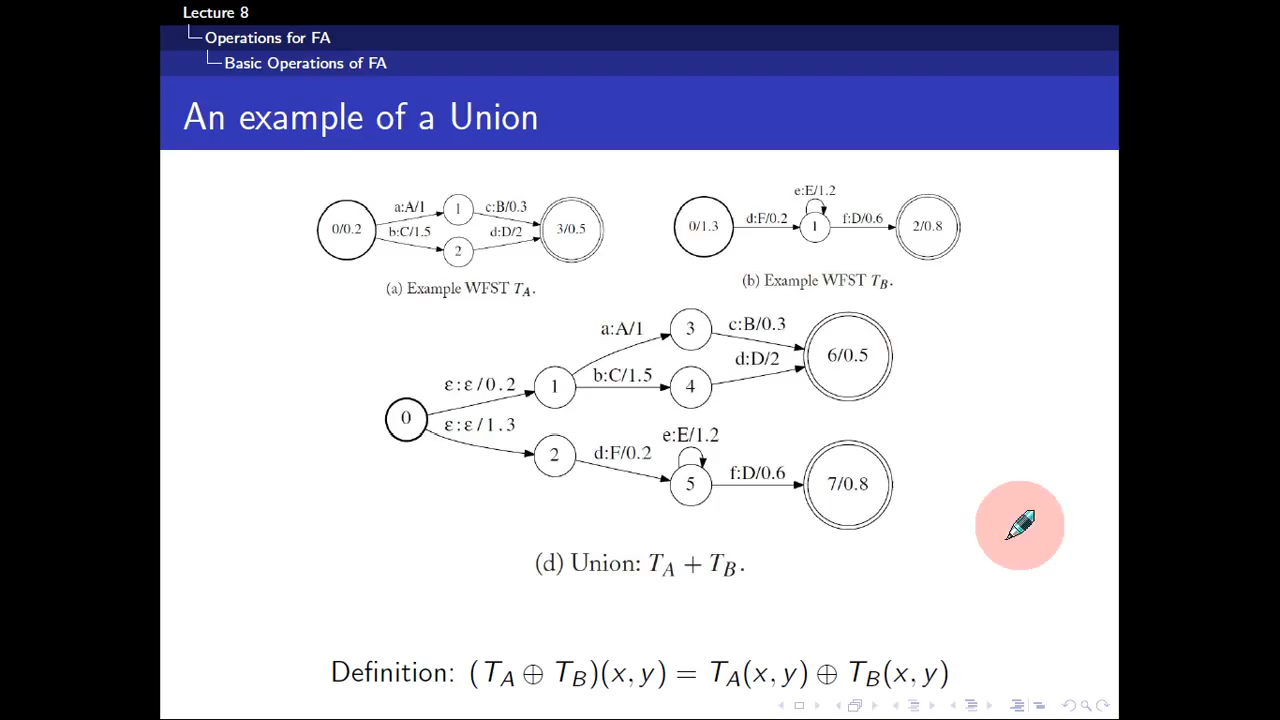 Lecture 8
Operations for FA
Basic Operations of FA
An example of a Union
0/0.2
a:A/1
b:C/1.5
1
2
c:B/0.3
d:D/2
3/0.5
(a) Example WFST T_A.
0/1.3
d:F/0.2
e:E/1.2
1
f:D/0.6
2/0.8
(b) Example WFST T_B.
0
ε:ε/0.2
ε:ε/1.3
1
2
a:A/1
b:C/1.5
d:F/0.2
3
4
e:E/1.2
5
c:B/0.3
d:D/2
f:D/0.6
6/0.5
7/0.8
(d) Union: T_A + T_B.
Definition: (T_A ⊕ T_B)(x, y) = T_A(x, y) ⊕ T_B(x, y)